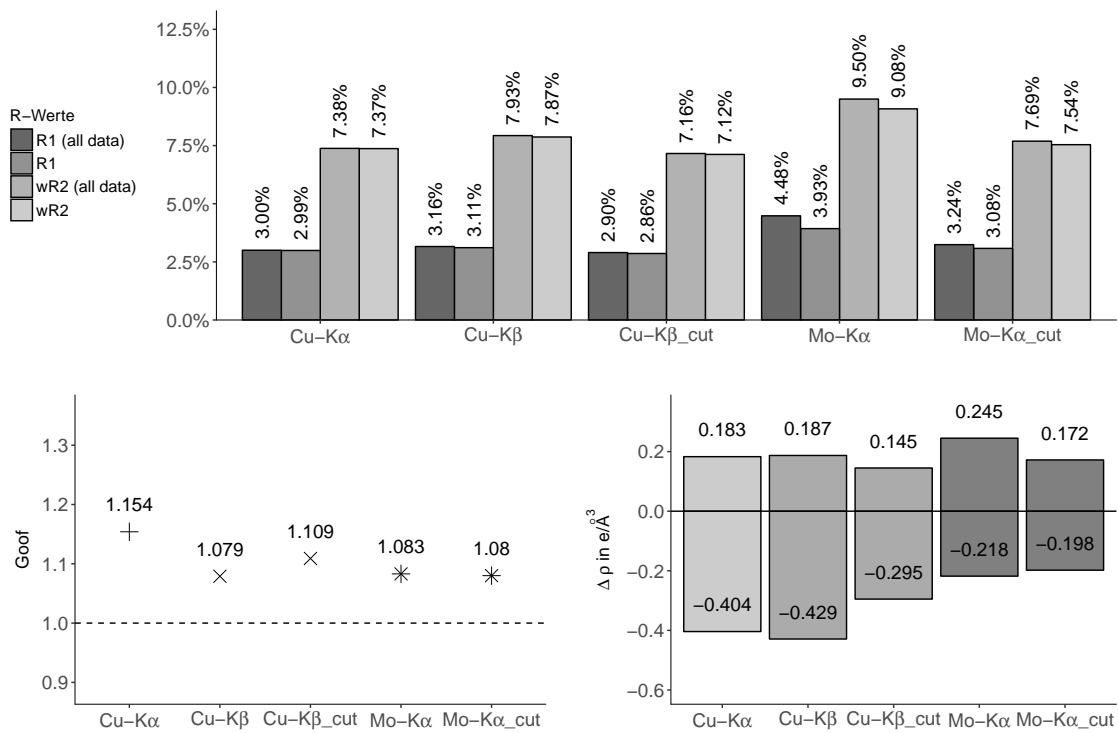 12.5%
10.0%
7.5%
5.0%
2.5%
0.0%
R−Werte
R1 (all data)
R1
wR2 (all data)
wR2
3.00% 2.99% 7.38% 7.37% 3.16% 3.11% 7.93% 7.87% 2.90% 2.86% 7.16% 7.12% 4.48% 3.93% 9.50% 9.08% 3.24% 3.08% 7.69% 7.54%
Cu−Kα Cu−Kβ Cu−Kβ_cut Mo−Kα Mo−Kα_cut
Goof
1.3
1.2
1.1
1.0
0.9
1.154 1.079 1.109 1.083 1.08
Cu−Kα Cu−Kβ Cu−Kβ_cut Mo−Kα Mo−Kα_cut
Δ ρ in e/Å³
0.2
0.0
−0.2
−0.4
−0.6
0.183 0.187 0.145 0.245 0.172
−0.404 −0.429 −0.295 −0.218 −0.198
Cu−Kα Cu−Kβ Cu−Kβ_cut Mo−Kα Mo−Kα_cut